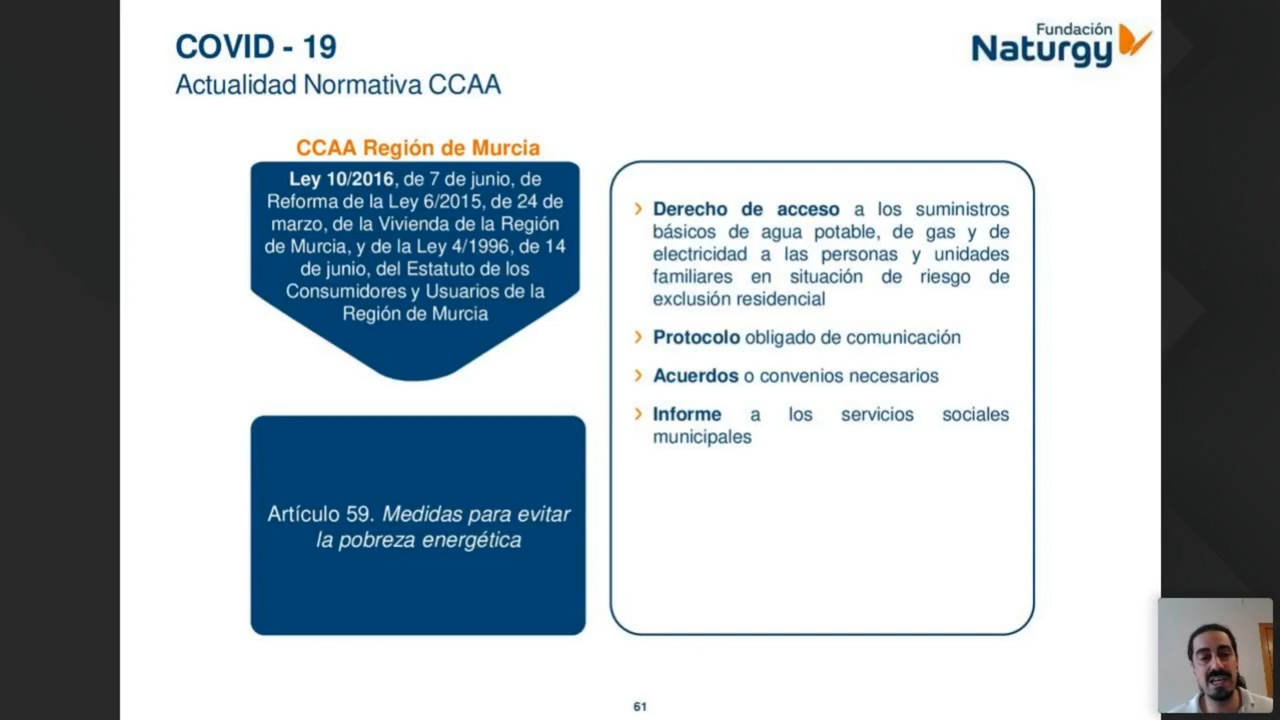 COVID - 19
Actualidad Normativa CCAA
Fundación
Naturgy
CCAA Región de Murcia
Ley 10/2016, de 7 de junio, de
Reforma de la Ley 6/2015, de 24 de
marzo, de la Vivienda de la Región
de Murcia, y de la Ley 4/1996, de 14
de junio, del Estatuto de los
Consumidores y Usuarios de la
Región de Murcia
Artículo 59. Medidas para evitar
la pobreza energética
Derecho de acceso a los suministros
básicos de agua potable, de gas y de
electricidad a las personas y unidades
familiares en situación de riesgo de
exclusión residencial
Protocolo obligado de comunicación
Acuerdos o convenios necesarios
Informe a los servicios sociales
municipales
61